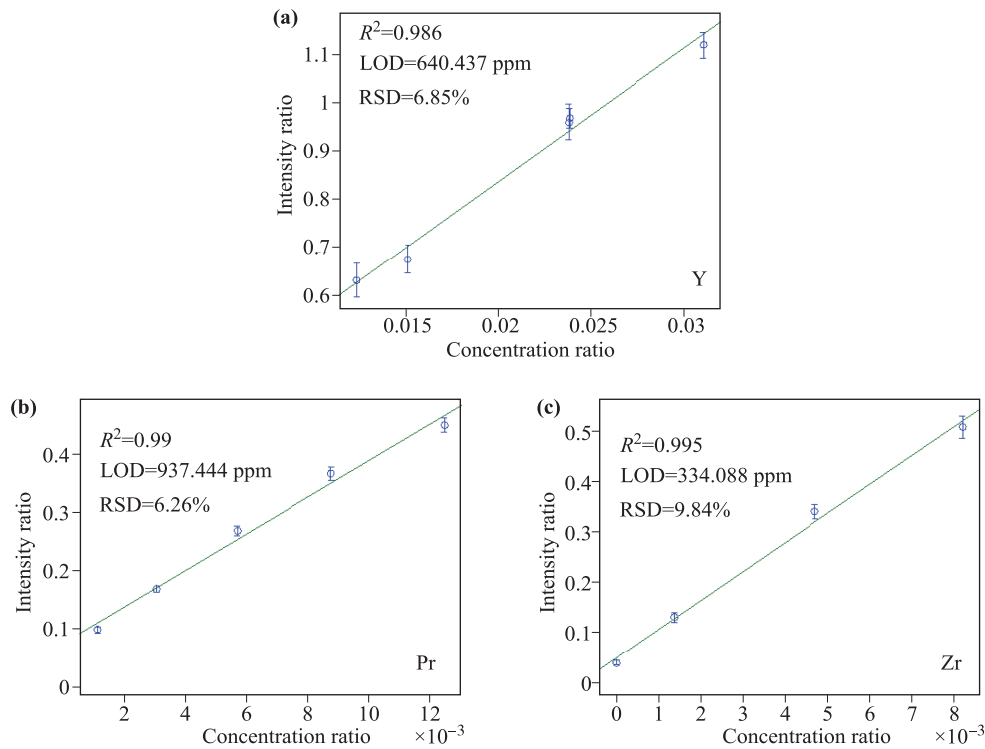 (a)
R²=0.986
LOD=640.437 ppm
RSD=6.85%
1.1
1
0.9
0.8
0.7
0.6
Intensity ratio
Y
0.015 0.02 0.025 0.03
Concentration ratio
(b)
R²=0.99
LOD=937.444 ppm
RSD=6.26%
0.4
0.3
0.2
0.1
0
Intensity ratio
Pr
2 4 6 8 10 12
Concentration ratio ×10⁻³
(c)
R²=0.995
LOD=334.088 ppm
RSD=9.84%
0.5
0.4
0.3
0.2
0.1
0
Intensity ratio
Zr
0 1 2 3 4 5 6 7 8
Concentration ratio ×10⁻³